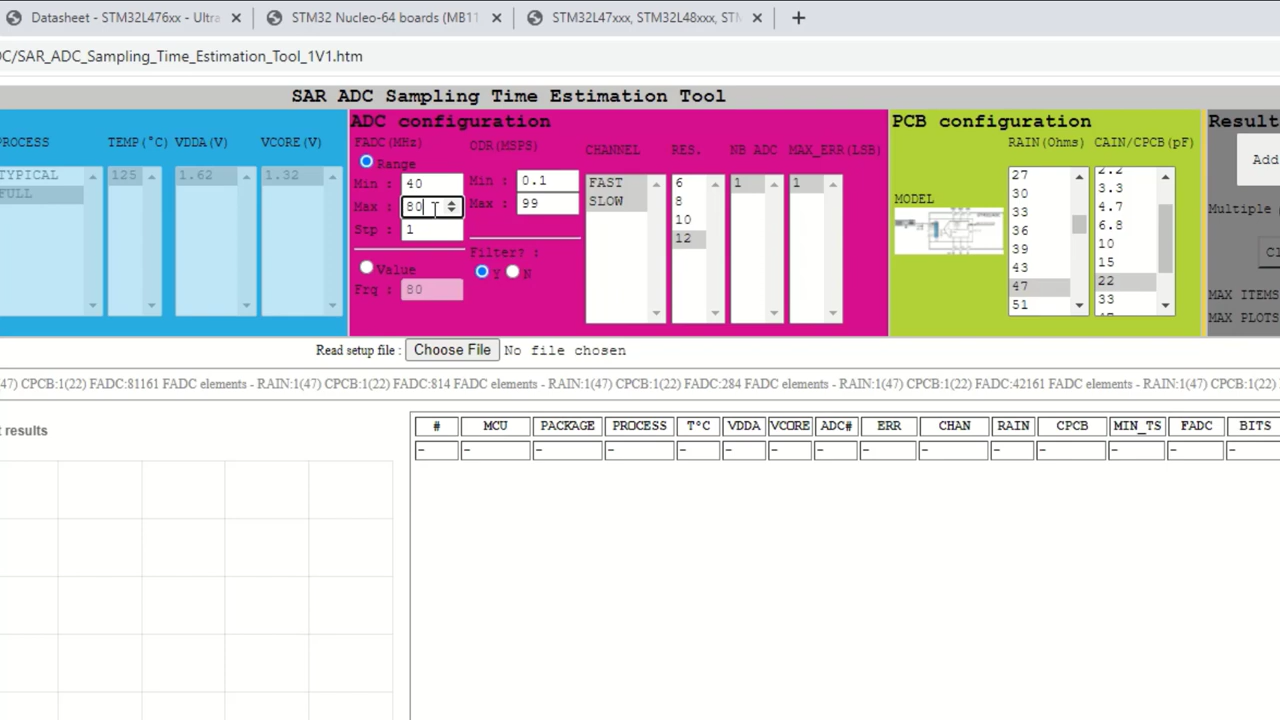 Datasheet - STM32L476xx - Ultra
STM32 Nucleo-64 boards (MB11
STM32L47xxx, STM32L48xxx, ST
C/SAR_ADC_Sampling_Time_Estimation_Tool_1V1.htm
SAR ADC Sampling Time Estimation Tool
PROCESS
TYPICAL
FULL
TEMP(°C)
125
VDDA(V)
1.62
VCORE(V)
1.32
ADC configuration
FADC(MHz)
Range
Min : 40
Max : 80
Stp : 1
Value
Frq : 80
ODR(MSPS)
Min : 0.1
Max : 99
Filter? :
Y N
CHANNEL
FAST
SLOW
RES.
6
8
10
12
NB ADC
1
MAX_ERR(LSB)
1
PCB configuration
MODEL
RAIN(Ohms)
27
30
33
36
39
43
47
51
CAIN/CPCB(pF)
2.2
3.3
4.7
6.8
10
15
22
33
Result
Add
Multiple
Cl
MAX ITEMS
MAX PLOTS
Read setup file : Choose File No file chosen
47) CPCB:1(22) FADC:81161 FADC elements - RAIN:1(47) CPCB:1(22) FADC:814 FADC elements - RAIN:1(47) CPCB:1(22) FADC:284 FADC elements - RAIN:1(47) CPCB:1(22) FADC:42161 FADC elements - RAIN:1(47) CPCB:1(22)
t results
# MCU PACKAGE PROCESS T°C VDDA VCORE ADC# ERR CHAN RAIN CPCB MIN_TS FADC BITS
- - - - - - - - - - - - - - -